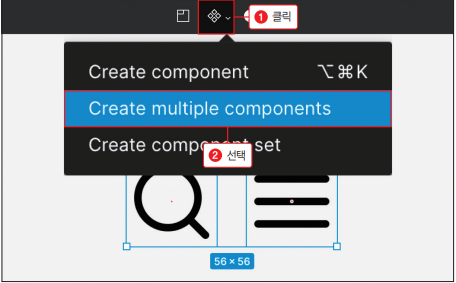 1 클릭
Create component ⌥⌘K
Create multiple components
Create component set
2 선택
56 × 56